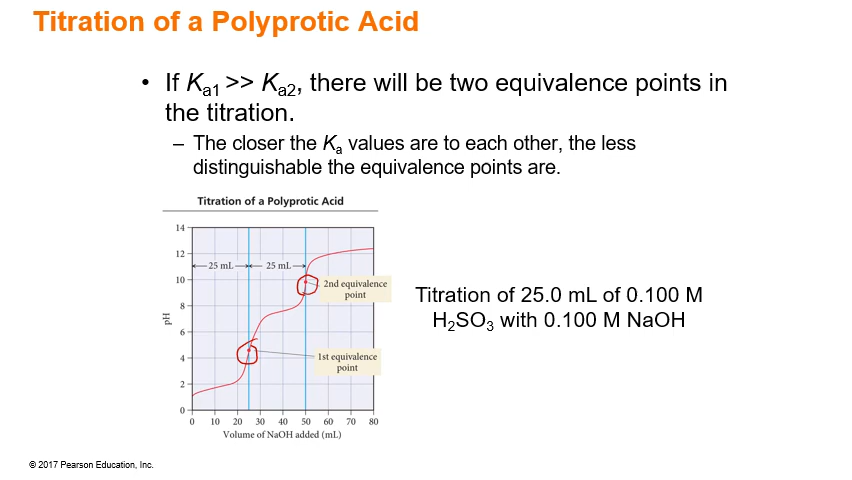 Titration of a Polyprotic Acid
• If Ka1 >> Ka2, there will be two equivalence points in
the titration.
– The closer the Ka values are to each other, the less
distinguishable the equivalence points are.
Titration of a Polyprotic Acid
14
12
10
8
6
4
2
0
pH
25 mL
25 mL
2nd equivalence
point
1st equivalence
point
0 10 20 30 40 50 60 70 80
Volume of NaOH added (mL)
Titration of 25.0 mL of 0.100 M
H2SO3 with 0.100 M NaOH
© 2017 Pearson Education, Inc.